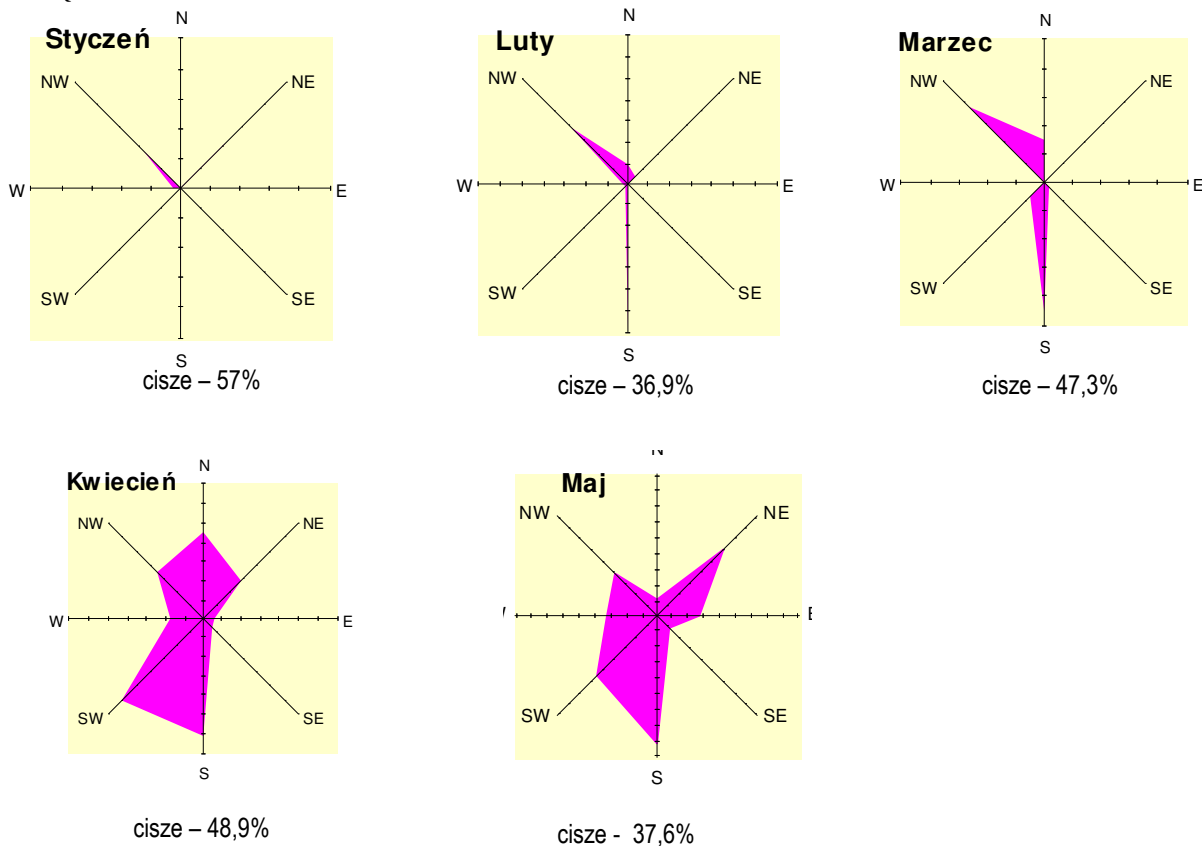 Styczeń
N
NW
NE
W
E
SW
SE
S
cisze – 57%
Luty
N
NW
NE
W
E
SW
SE
S
cisze – 36,9%
Marzec
N
NW
NE
W
E
SW
SE
S
cisze – 47,3%
Kwiecień
N
NW
NE
W
E
SW
SE
S
cisze – 48,9%
Maj
N
NW
NE
E
SW
SE
S
cisze - 37,6%